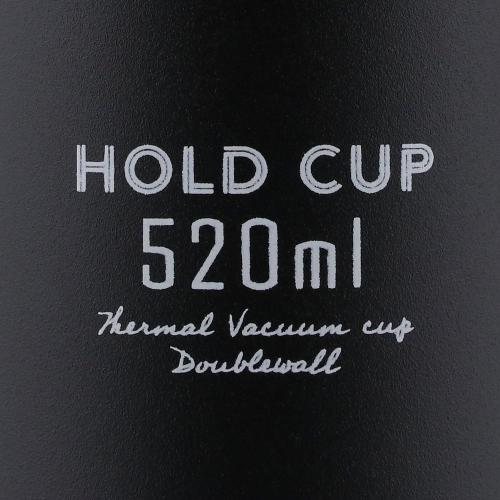 HOLD CUP
520ml
Thermal Vacuum cup
Doublewall